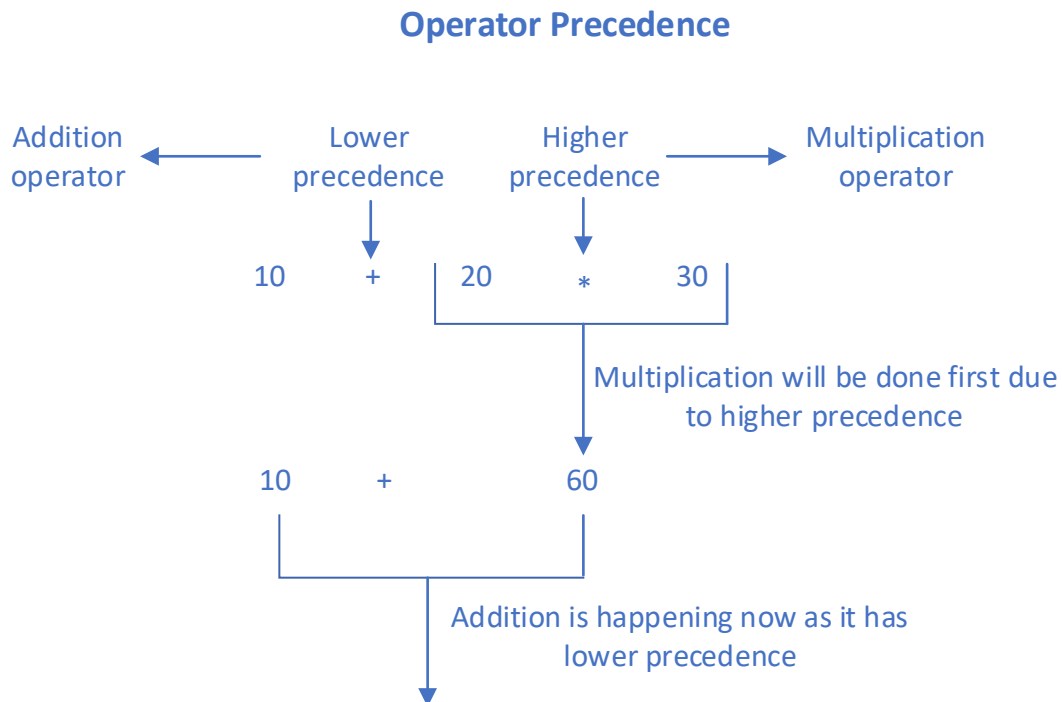 Operator Precedence
Addition operator
Lower precedence
Higher precedence
Multiplication operator
10 + 20 * 30
Multiplication will be done first due
to higher precedence
10 + 60
Addition is happening now as it has
lower precedence